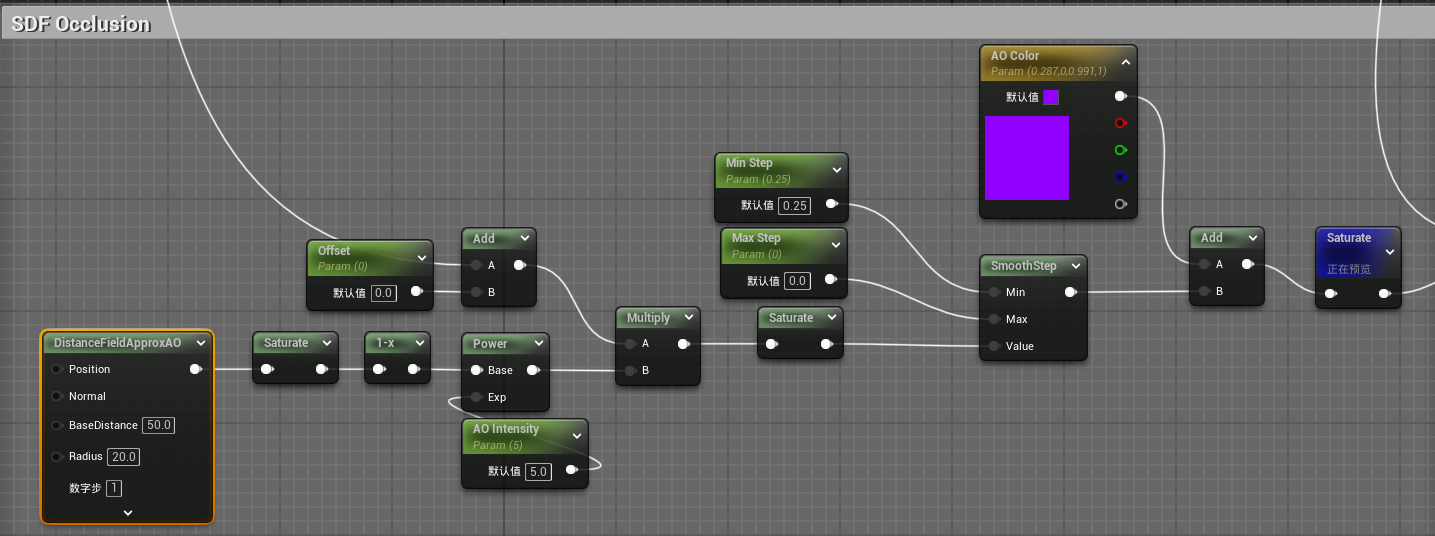 SDF Occlusion
AO Color
Param (0.287,0,0.991,1)
默认值
Min Step
Param (0.25)
默认值 0.25
Max Step
Param (0)
默认值 0.0
Offset
Param (0)
默认值 0.0
Add
A
B
Multiply
A
B
Saturate
SmoothStep
Min
Max
Value
Add
A
B
Saturate
正在预览
DistanceFieldApproxAO
Position
Normal
BaseDistance 50.0
Radius 20.0
数字步 1
Saturate
1-x
Power
Base
Exp
AO Intensity
Param (5)
默认值 5.0